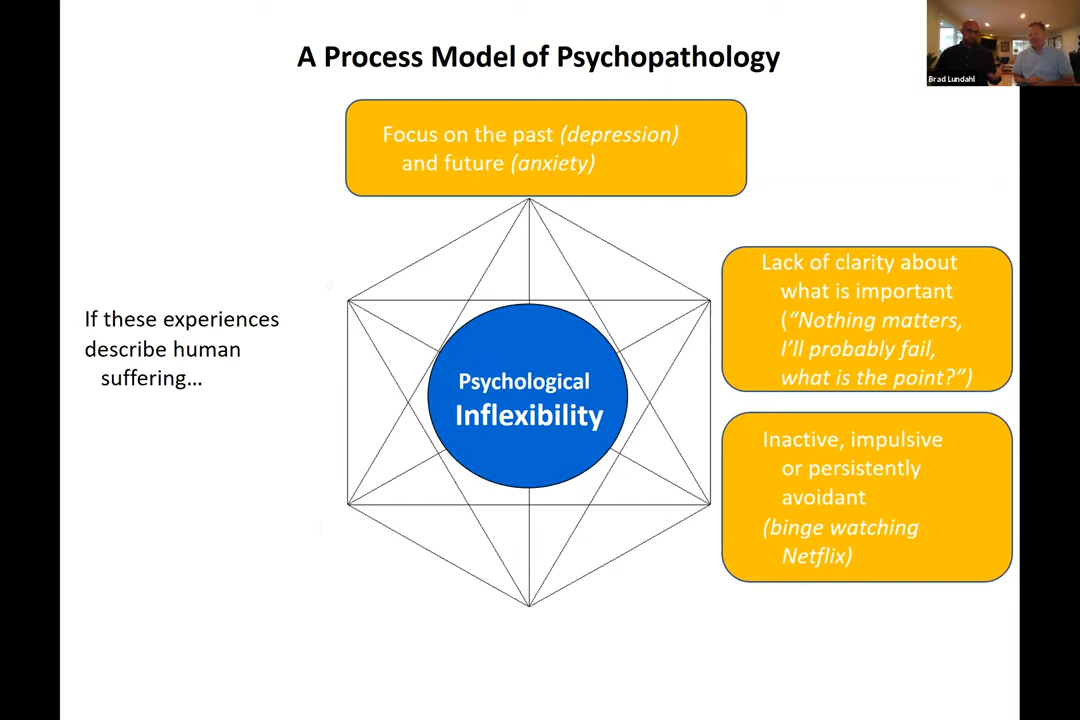 A Process Model of Psychopathology
Brad Lundahl
Focus on the past (depression)
and future (anxiety)
Lack of clarity about
what is important
(“Nothing matters,
I’ll probably fail,
what is the point?”)
If these experiences
describe human
suffering...
Psychological
Inflexibility
Inactive, impulsive
or persistently
avoidant
(binge watching
Netflix)